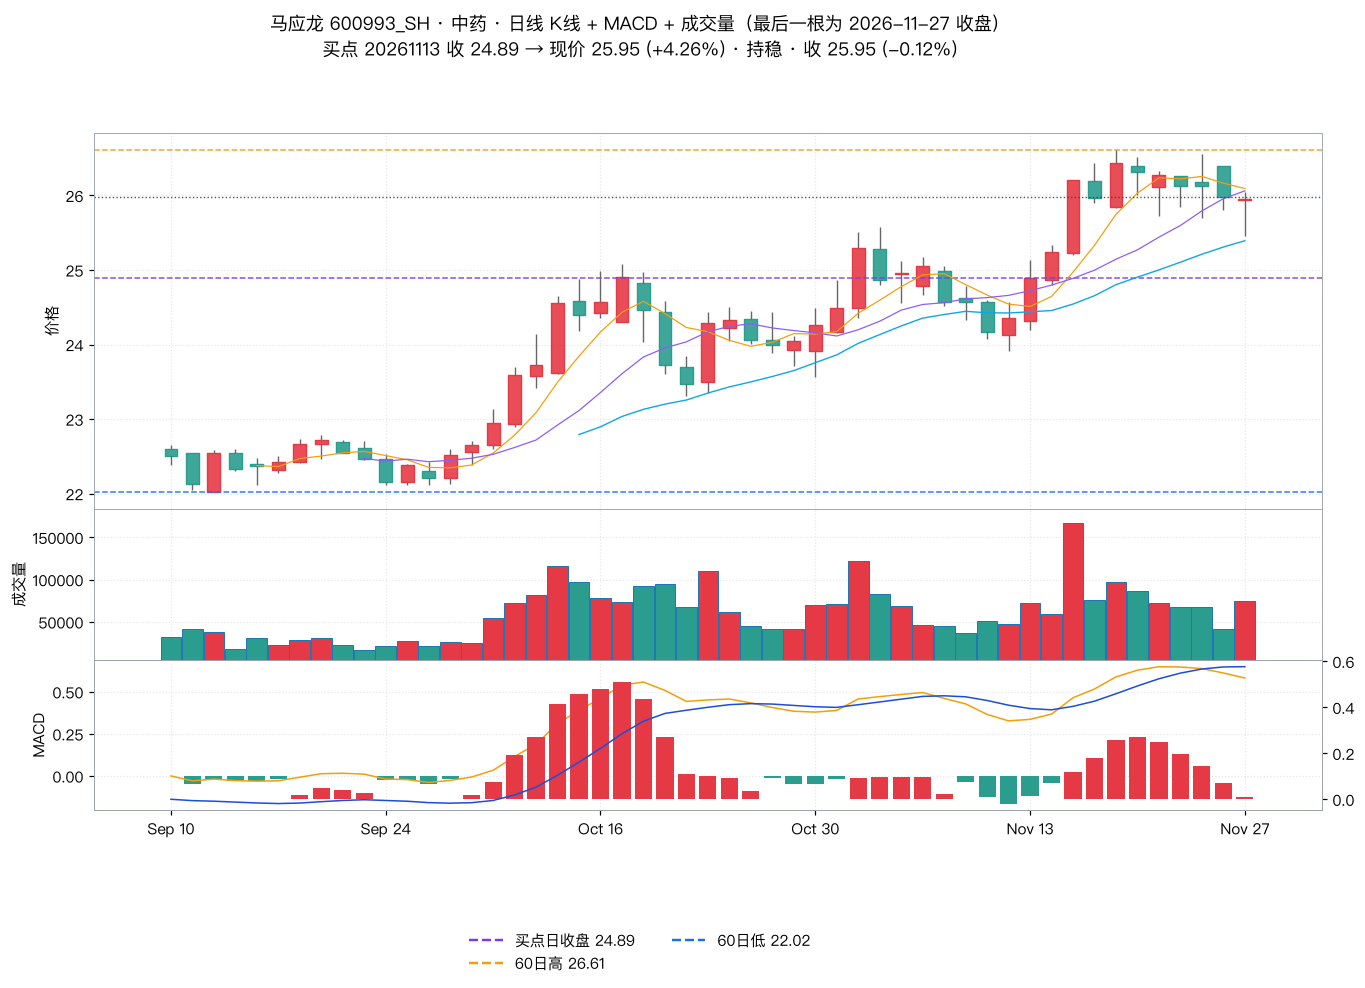 马应龙 600993_SH · 中药 · 日线 K线 + MACD + 成交量（最后一根为 2026−11−27 收盘）
买点 20261113 收 24.89 → 现价 25.95 (+4.26%) · 持稳 · 收 25.95 (−0.12%)
价格
26
25
24
23
22
成交量
150000
100000
50000
MACD
0.50
0.25
0.00
0.6
0.4
0.2
0.0
Sep 10
Sep 24
Oct 16
Oct 30
Nov 13
Nov 27
买点日收盘 24.89
60日低 22.02
60日高 26.61